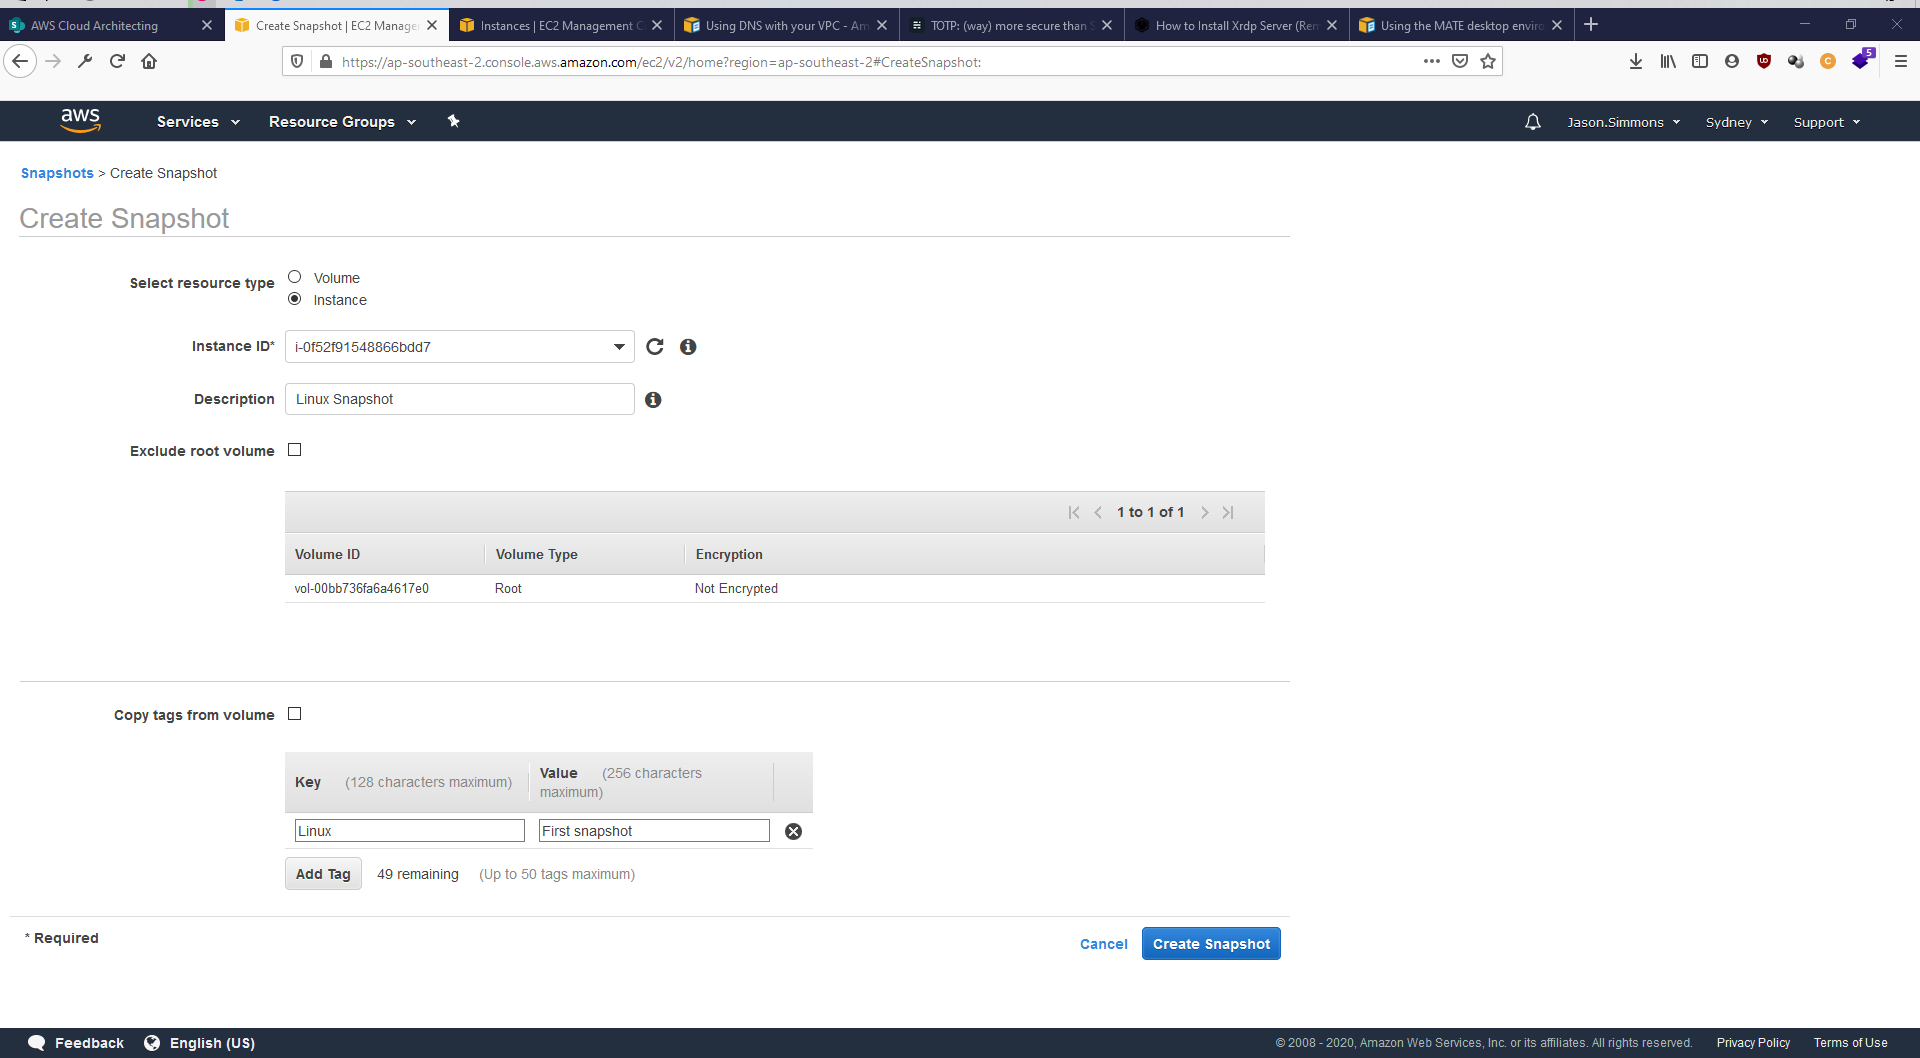 AWS Cloud Architecting
Create Snapshot | EC2 Manage
Instances | EC2 Management C
Using DNS with your VPC - Am
TOTP: (way) more secure than S
How to Install Xrdp Server (Rem
Using the MATE desktop enviro
https://ap-southeast-2.console.aws.amazon.com/ec2/v2/home?region=ap-southeast-2#CreateSnapshot:
5
aws
Services
Resource Groups
Jason.Simmons
Sydney
Support
Snapshots > Create Snapshot
Create Snapshot
Select resource type
Volume
Instance
Instance ID*
i-0f52f91548866bdd7
Description
Linux Snapshot
Exclude root volume
1 to 1 of 1
Volume ID
Volume Type
Encryption
vol-00bb736fa6a4617e0
Root
Not Encrypted
Copy tags from volume
Key (128 characters maximum)
Value (256 characters
maximum)
Linux
First snapshot
Add Tag
49 remaining
(Up to 50 tags maximum)
* Required
Cancel
Create Snapshot
Feedback
English (US)
© 2008 - 2020, Amazon Web Services, Inc. or its affiliates. All rights reserved.
Privacy Policy
Terms of Use